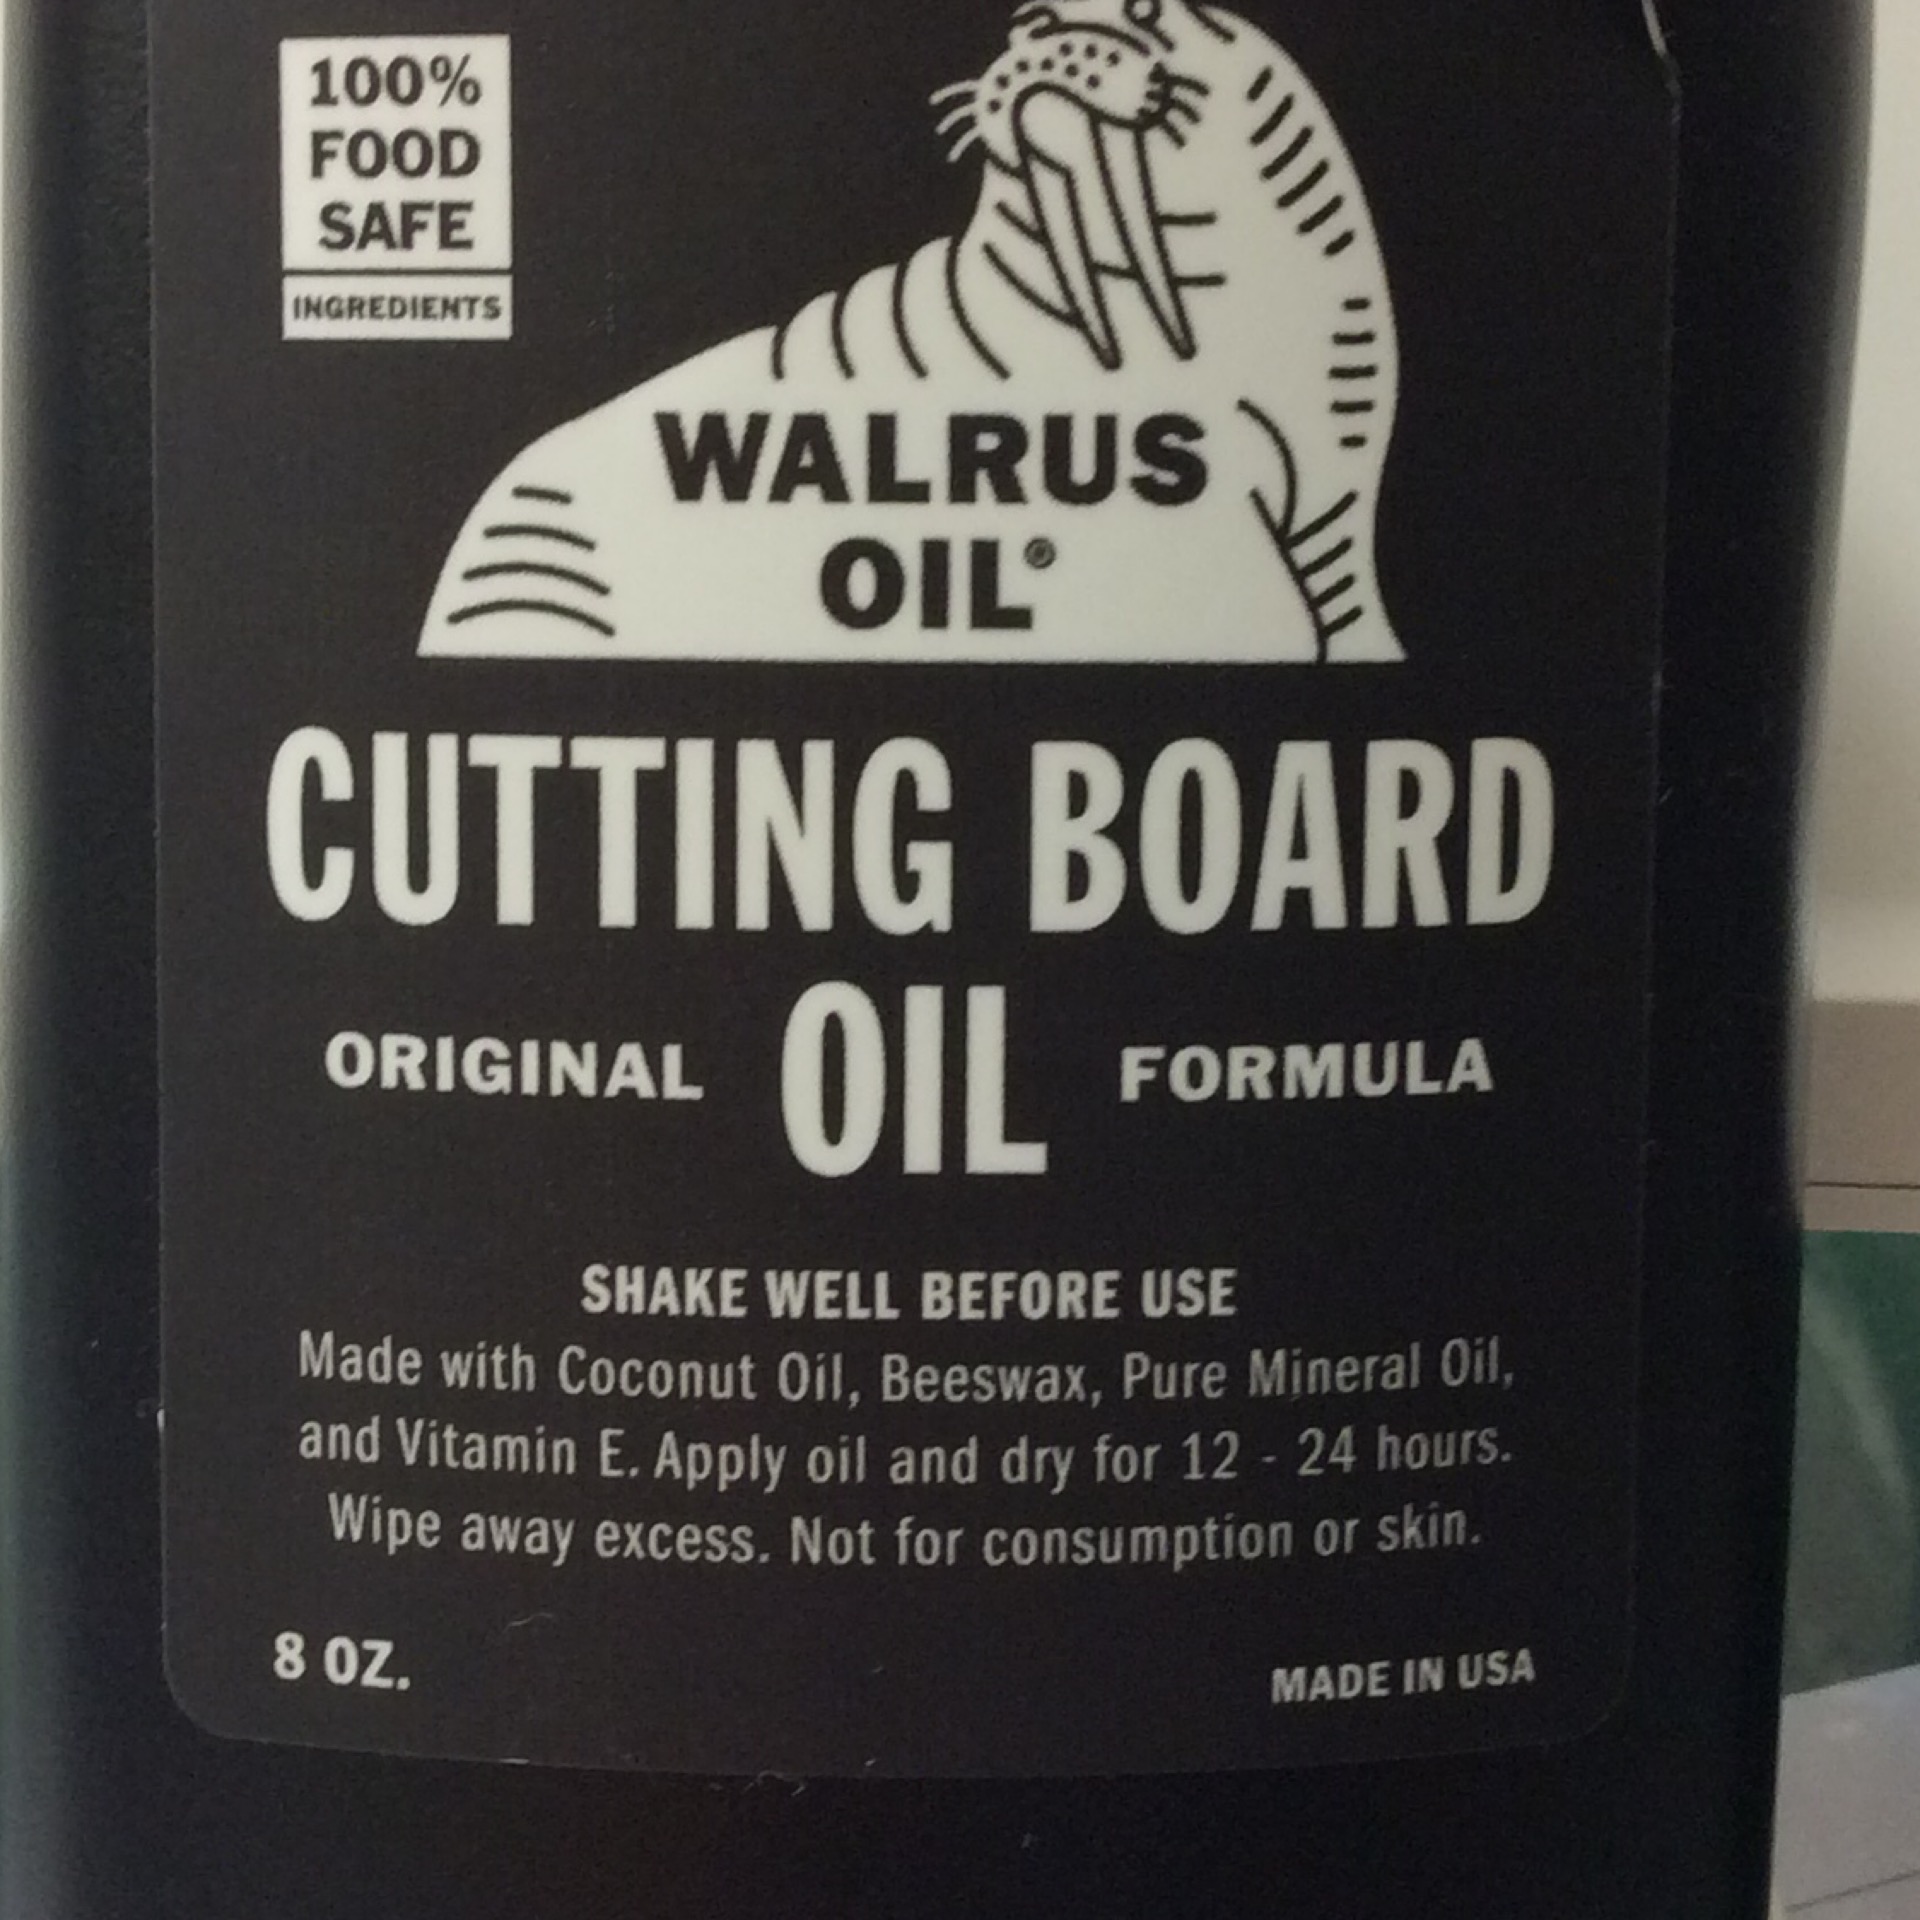 100%
FOOD
SAFE
INGREDIENTS
WALRUS
OIL®
CUTTING BOARD
ORIGINAL OIL FORMULA
SHAKE WELL BEFORE USE
Made with Coconut Oil, Beeswax, Pure Mineral Oil,
and Vitamin E. Apply oil and dry for 12 - 24 hours.
Wipe away excess. Not for consumption or skin.
8 OZ. MADE IN USA